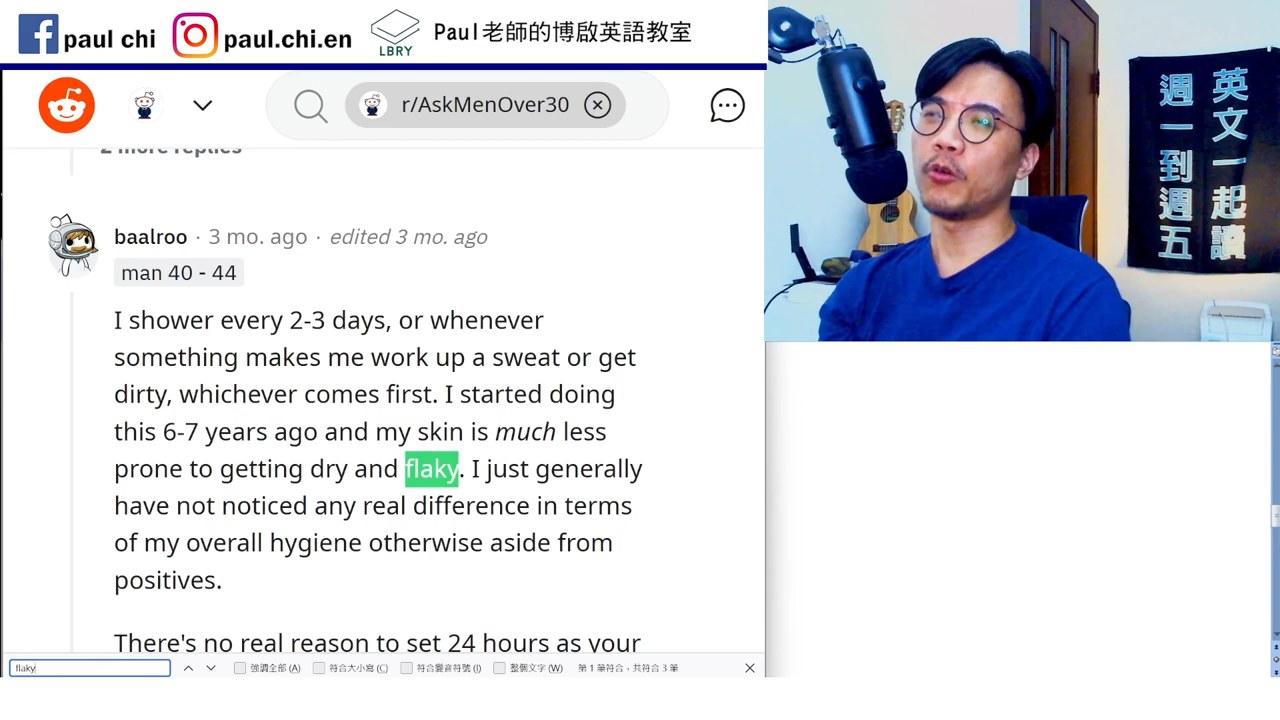 paul chi
paul.chi.en
LBRY
Paul老師的博啟英語教室
r/AskMenOver30
2 more replies
baalroo · 3 mo. ago · edited 3 mo. ago
man 40 - 44
I shower every 2-3 days, or whenever
something makes me work up a sweat or get
dirty, whichever comes first. I started doing
this 6-7 years ago and my skin is much less
prone to getting dry and flaky. I just generally
have not noticed any real difference in terms
of my overall hygiene otherwise aside from
positives.
There's no real reason to set 24 hours as your
flaky
強調全部 (A)
符合大小寫 (C)
符合變音符號 (I)
整個文字 (W)
第 1 筆符合，共符合 3 筆
英文一起讀
週一到週五